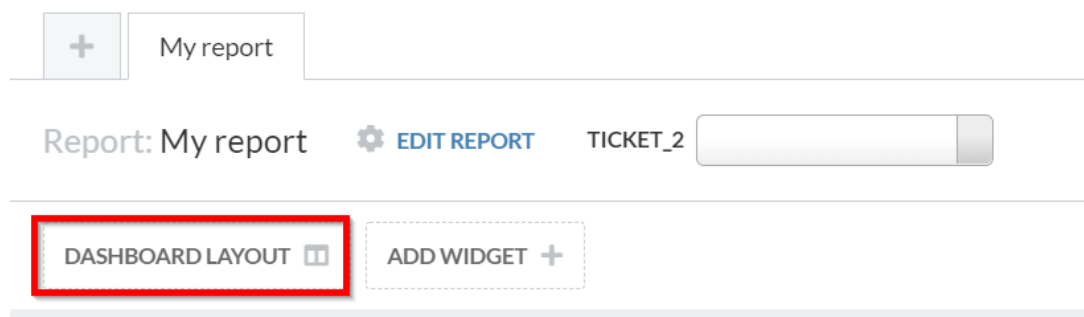 My report
Report: My report EDIT REPORT TICKET_2
DASHBOARD LAYOUT ADD WIDGET